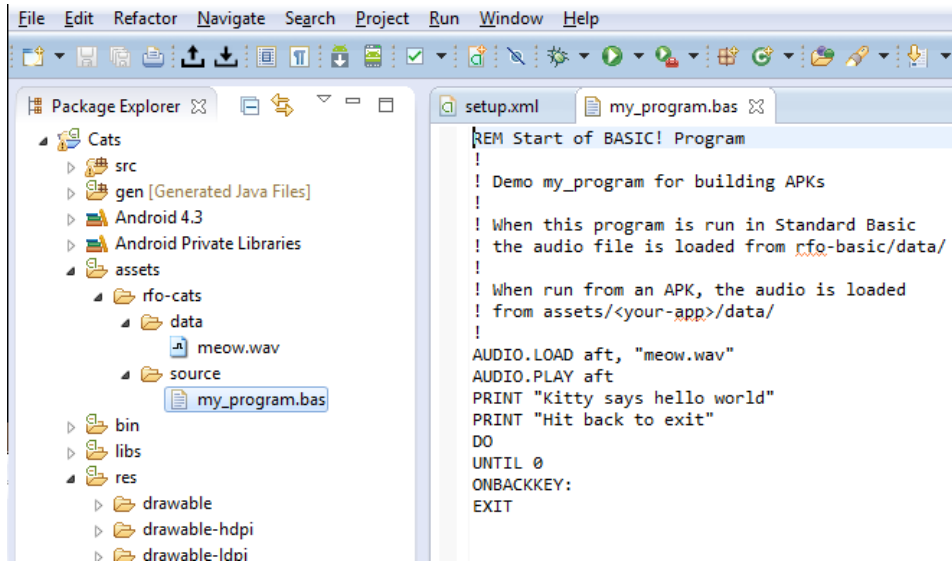 File Edit Refactor Navigate Search Project Run Window Help
Package Explorer
Cats
src
gen [Generated Java Files]
Android 4.3
Android Private Libraries
assets
rfo-cats
data
meow.wav
source
my_program.bas
bin
libs
res
drawable
drawable-hdpi
drawable-ldpi
setup.xml
my_program.bas
REM Start of BASIC! Program
!
! Demo my_program for building APKs
!
! When this program is run in Standard Basic
! the audio file is loaded from rfo-basic/data/
!
! When run from an APK, the audio is loaded
! from assets/<your-app>/data/
!
AUDIO.LOAD aft, "meow.wav"
AUDIO.PLAY aft
PRINT "Kitty says hello world"
PRINT "Hit back to exit"
DO
UNTIL 0
ONBACKKEY:
EXIT